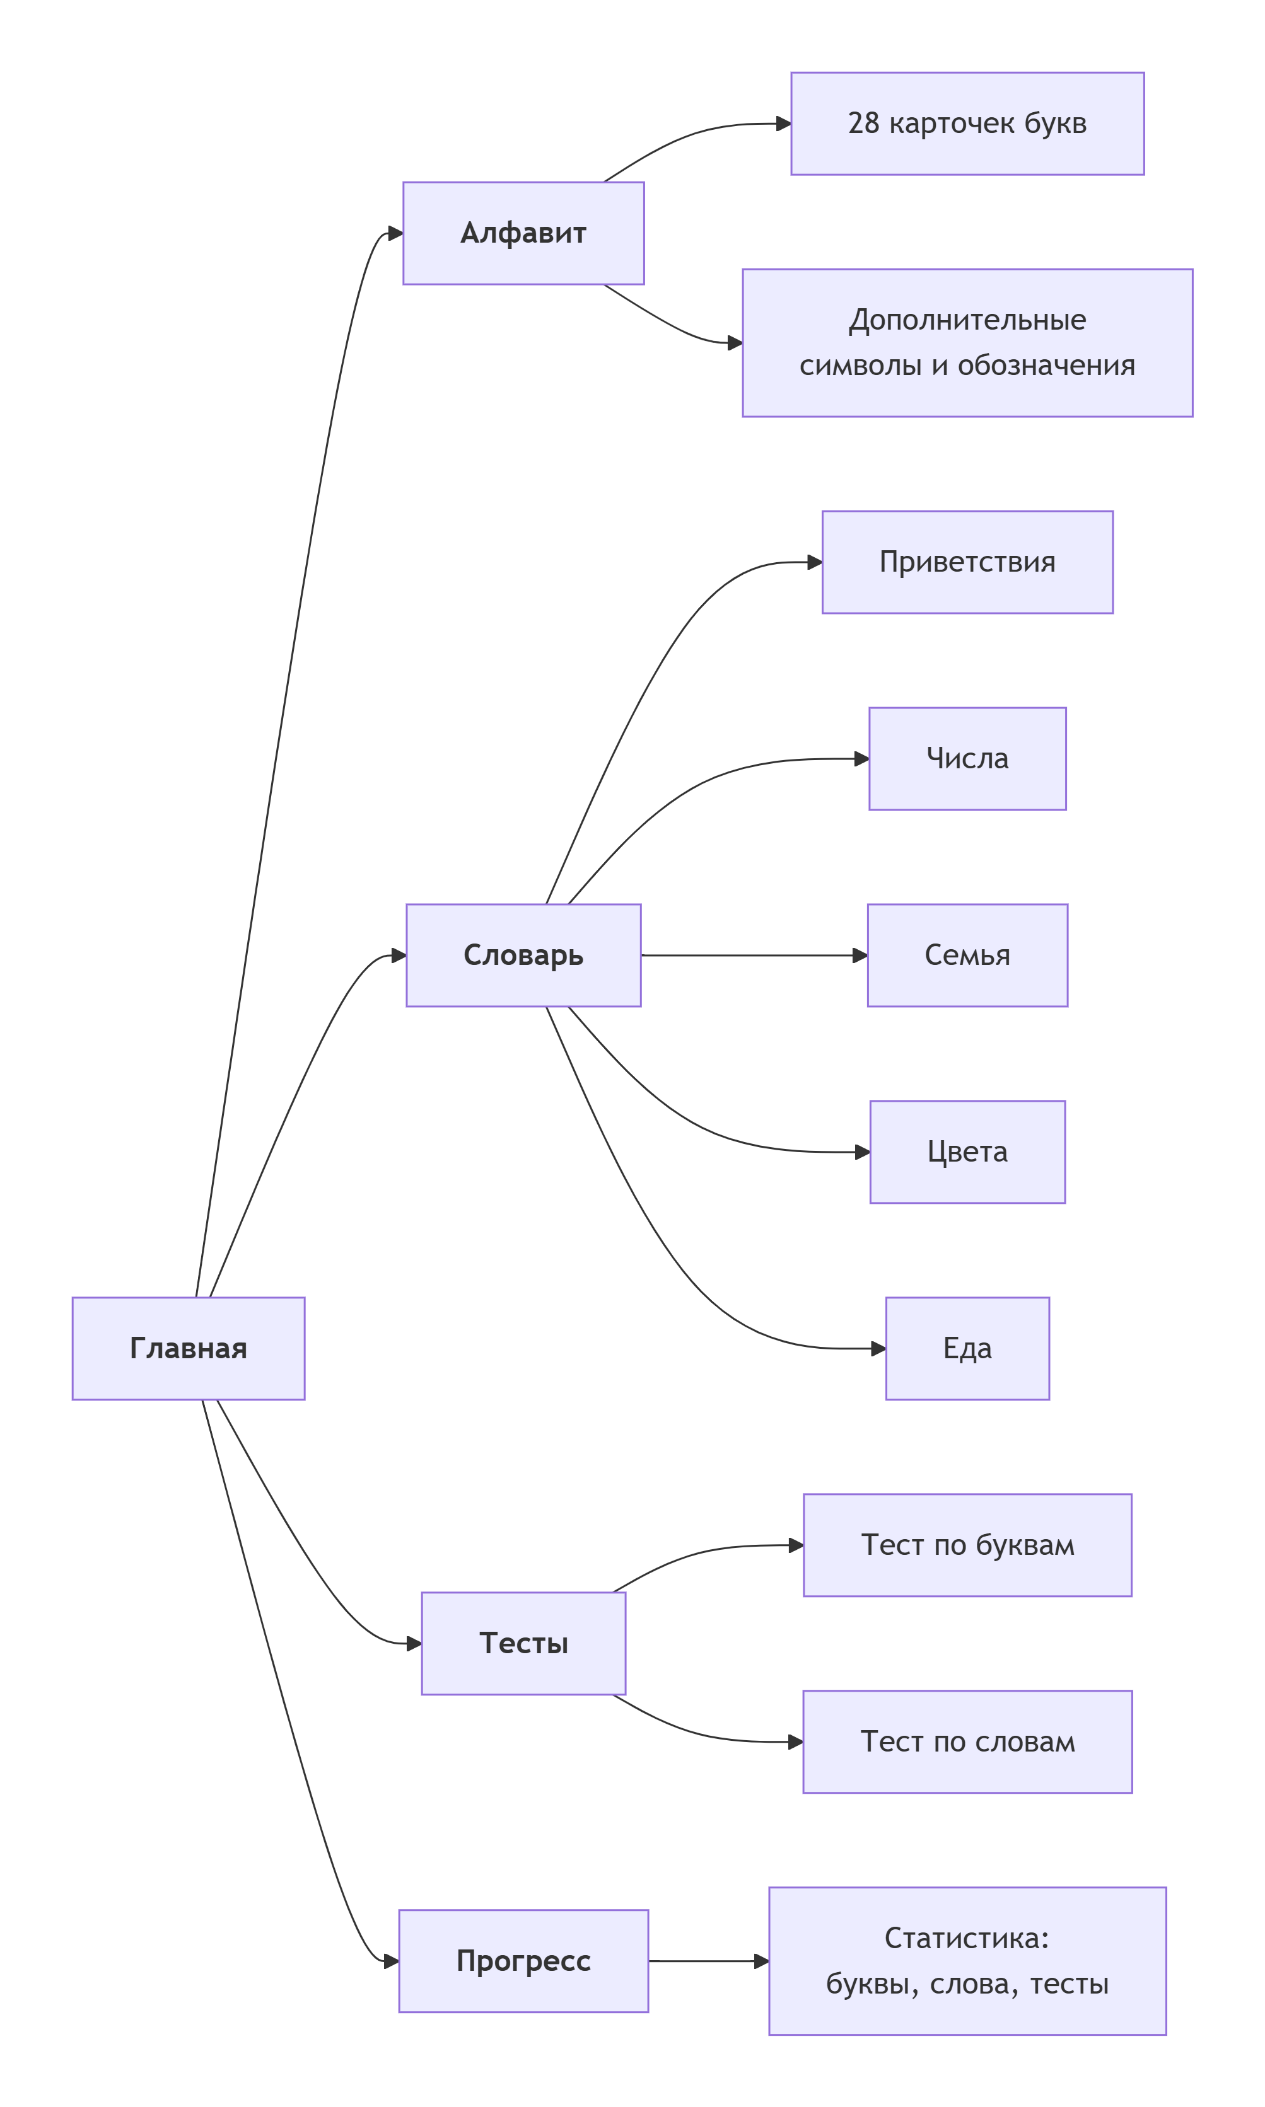 28 карточек букв
Алфавит
Дополнительные
символы и обозначения
Приветствия
Числа
Словарь
Семья
Цвета
Главная
Еда
Тест по буквам
Тесты
Тест по словам
Прогресс
Статистика:
буквы, слова, тесты